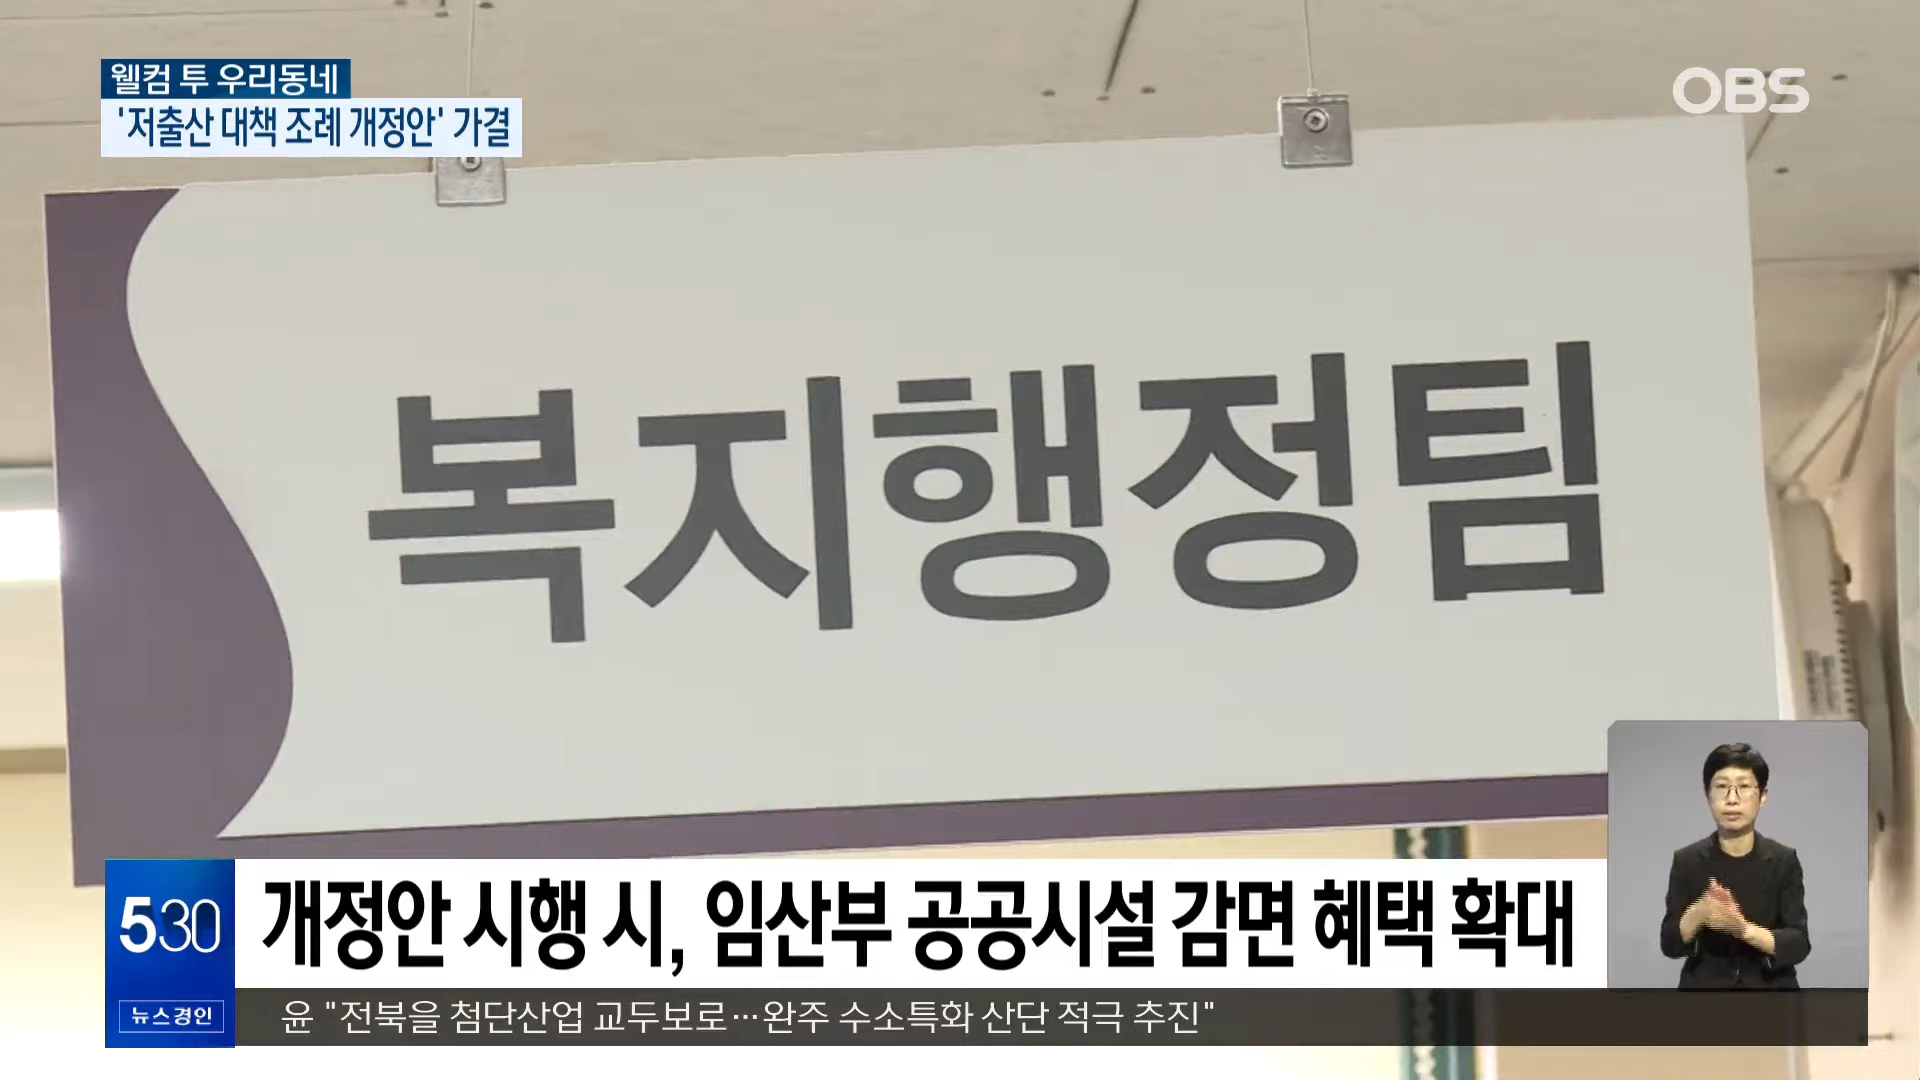 웰컴 투 우리동네
'저출산 대책 조례 개정안' 가결
OBS
복지행정팀
530
개정안 시행 시, 임산부 공공시설 감면 혜택 확대
뉴스경인
윤 "전북을 첨단산업 교두보로…완주 수소특화 산단 적극 추진"